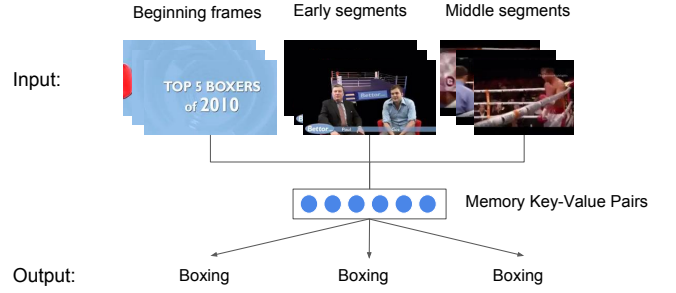 Beginning frames
Early segments
Middle segments
Input:
TOP 5 BOXERS
of 2010
Bettor
Memory Key-Value Pairs
Output:
Boxing
Boxing
Boxing